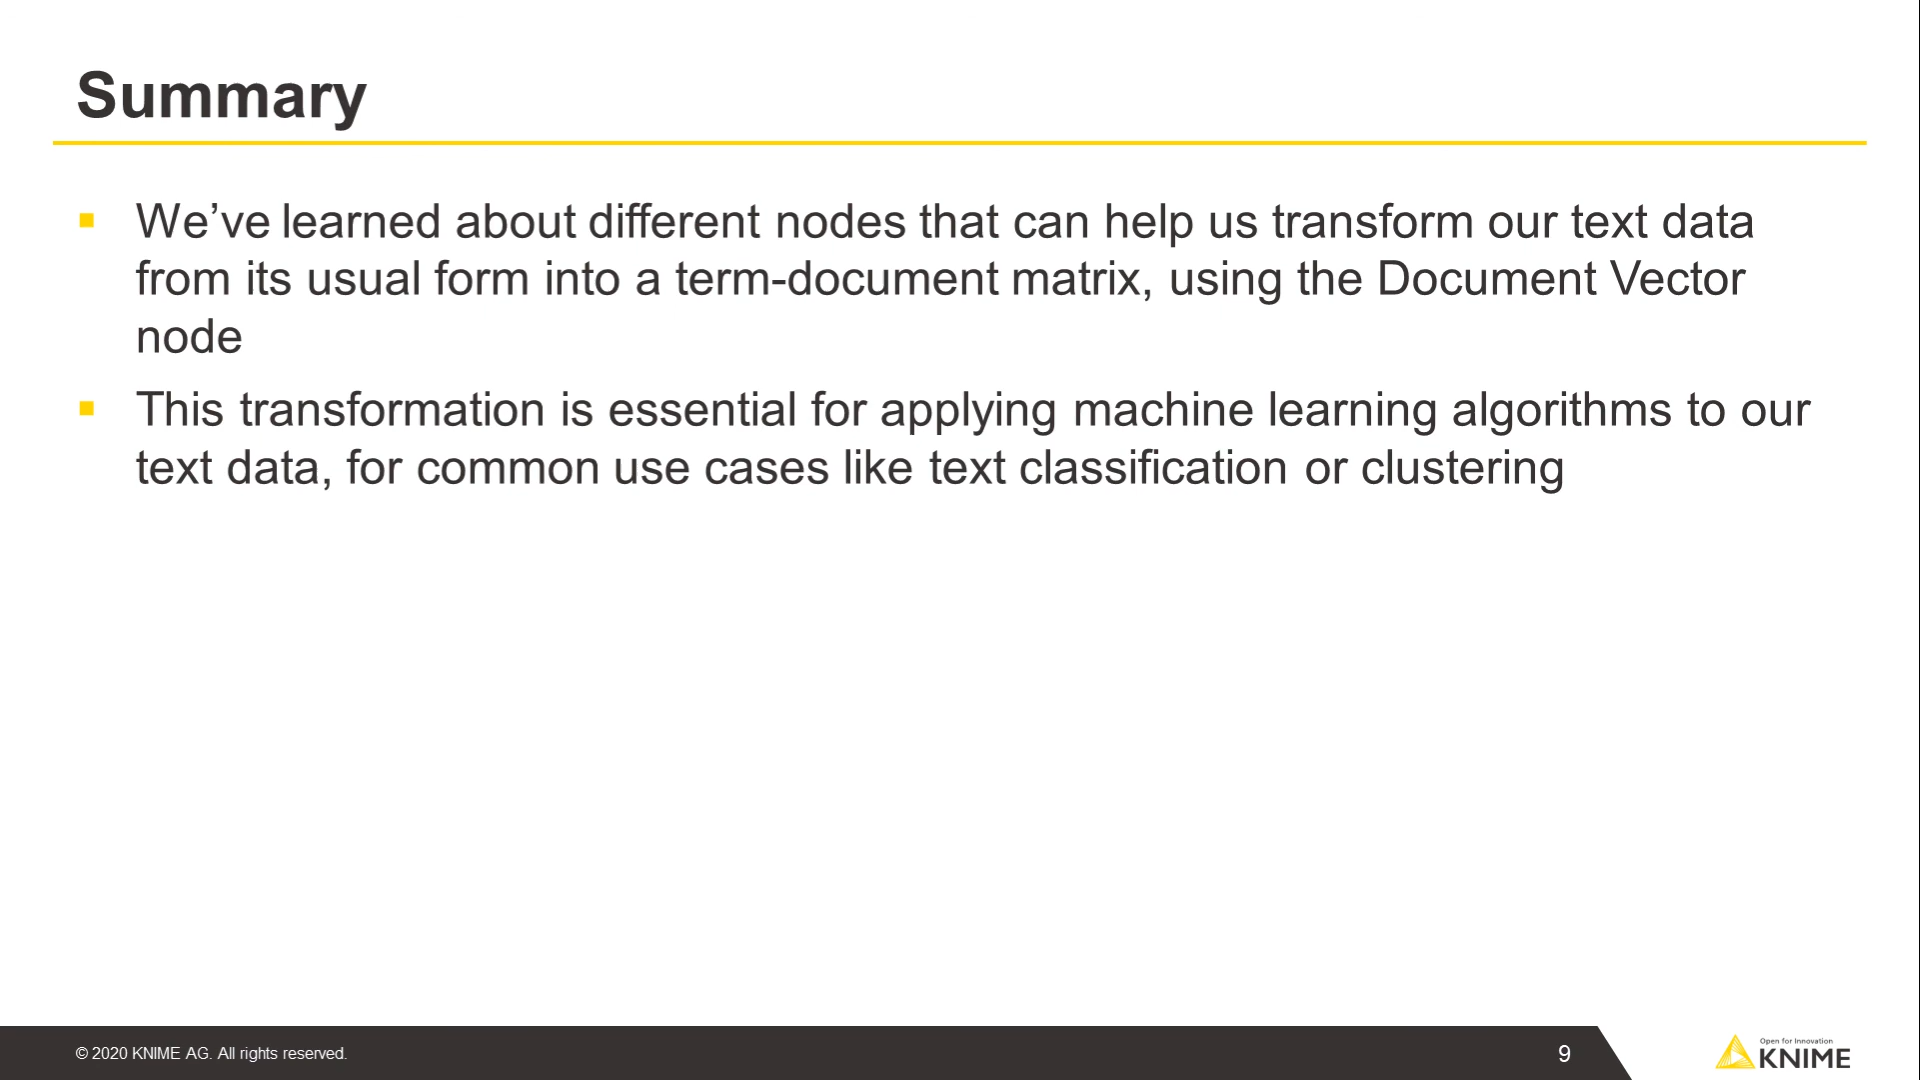 Summary
▪ We’ve learned about different nodes that can help us transform our text data
from its usual form into a term-document matrix, using the Document Vector
node
▪ This transformation is essential for applying machine learning algorithms to our
text data, for common use cases like text classification or clustering
© 2020 KNIME AG. All rights reserved.
9
Open for Innovation
KNIME